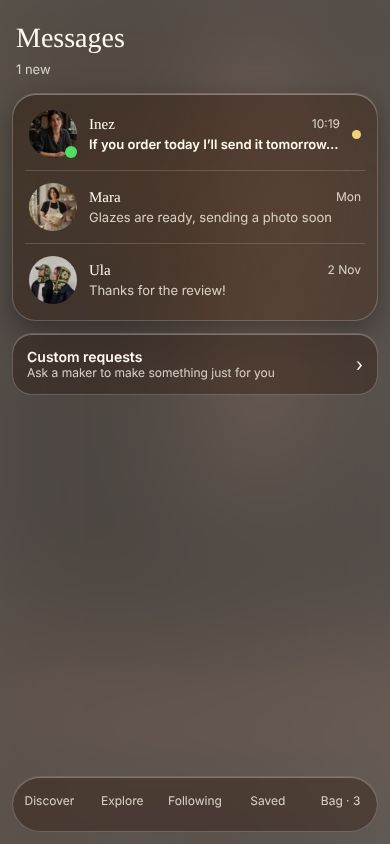 Messages
1 new
Inez
10:19
If you order today I’ll send it tomorrow…
Mara
Mon
Glazes are ready, sending a photo soon
Ula
2 Nov
Thanks for the review!
Custom requests
Ask a maker to make something just for you
›
Discover Explore Following Saved Bag · 3